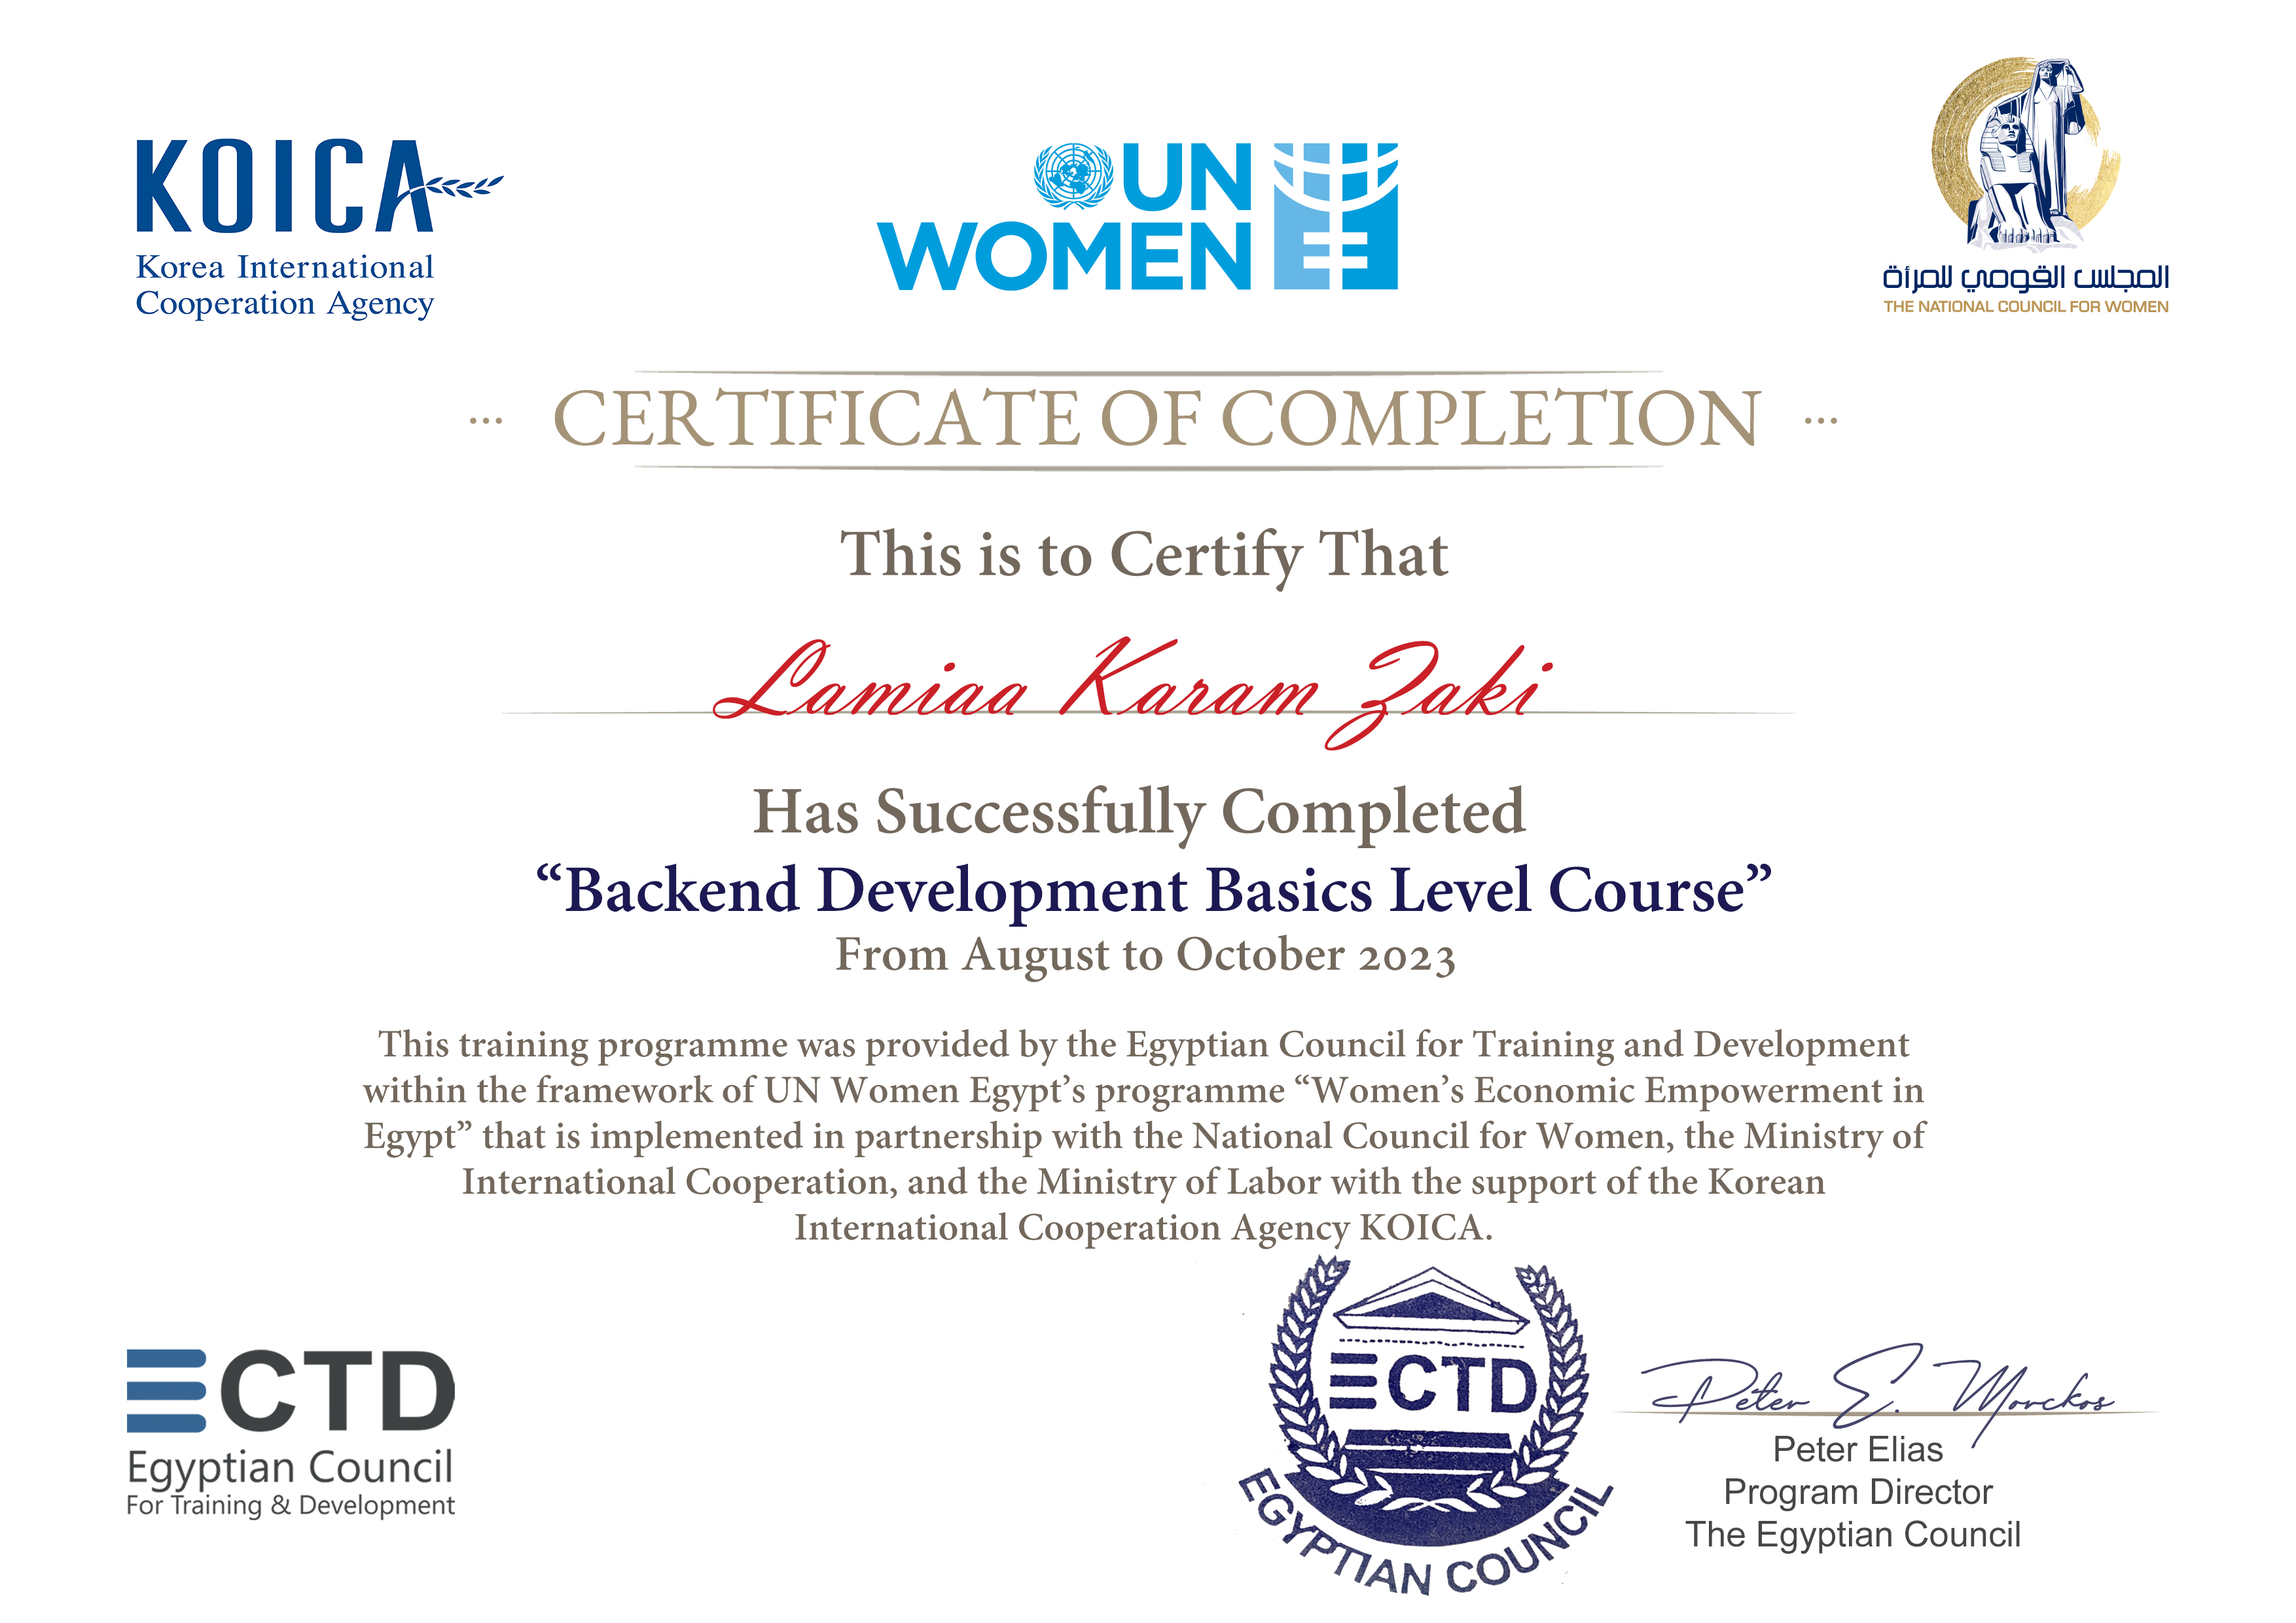 KOICA
Korea International
Cooperation Agency
UN
WOMEN
المجلس القومي للمرأة
THE NATIONAL COUNCIL FOR WOMEN
... CERTIFICATE OF COMPLETION ...
This is to Certify That
Lamiaa Karam Zaki
Has Successfully Completed
“Backend Development Basics Level Course”
From August to October 2023
This training programme was provided by the Egyptian Council for Training and Development
within the framework of UN Women Egypt’s programme “Women’s Economic Empowerment in
Egypt” that is implemented in partnership with the National Council for Women, the Ministry of
International Cooperation, and the Ministry of Labor with the support of the Korean
International Cooperation Agency KOICA.
ECTD
Egyptian Council
For Training & Development
ECTD
EGYPTIAN COUNCIL
Peter E. Morckos
Peter Elias
Program Director
The Egyptian Council